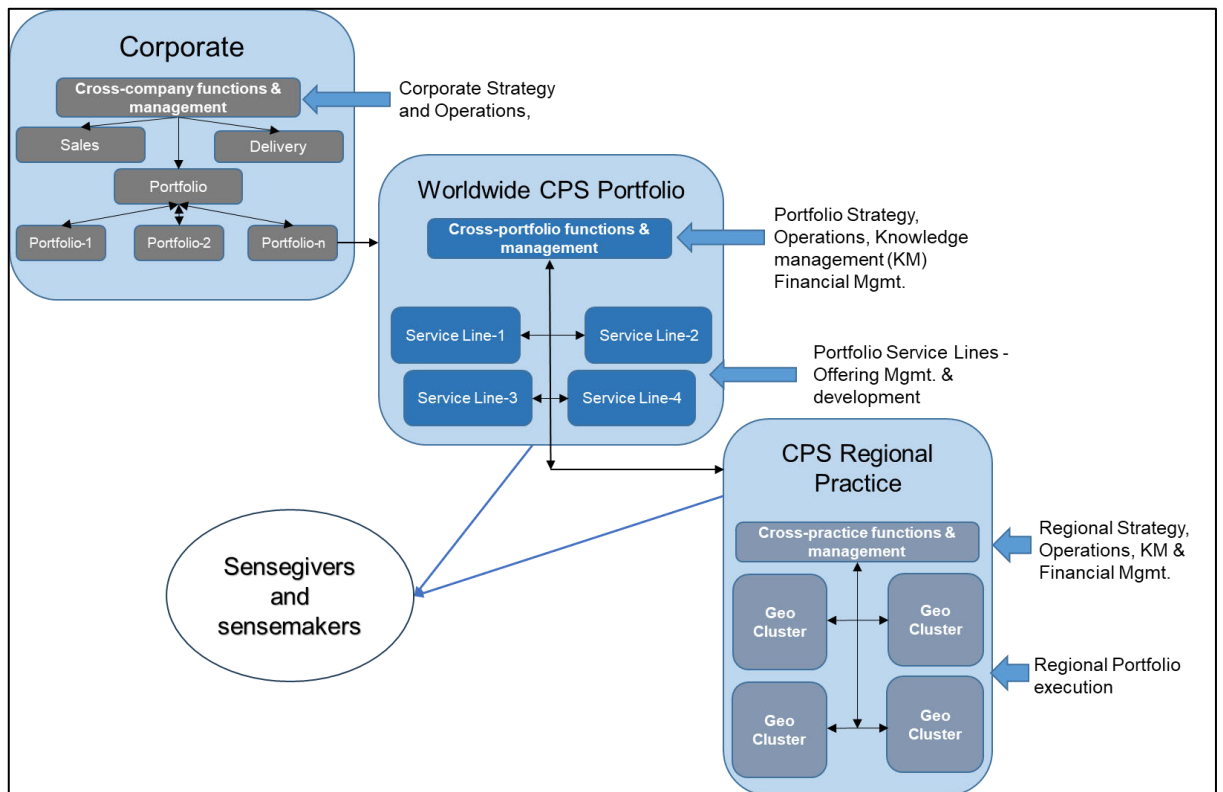 Corporate
Cross-company functions &
management
Corporate Strategy
and Operations,
Sales
Delivery
Portfolio
Portfolio-1
Portfolio-2
Portfolio-n
Worldwide CPS Portfolio
Cross-portfolio functions &
management
Portfolio Strategy,
Operations, Knowledge
management (KM)
Financial Mgmt.
Service Line-1
Service Line-2
Service Line-3
Service Line-4
Portfolio Service Lines -
Offering Mgmt. &
development
CPS Regional
Practice
Cross-practice functions &
management
Regional Strategy,
Operations, KM &
Financial Mgmt.
Geo
Cluster
Geo
Cluster
Geo
Cluster
Geo
Cluster
Regional Portfolio
execution
Sensegivers
and
sensemakers